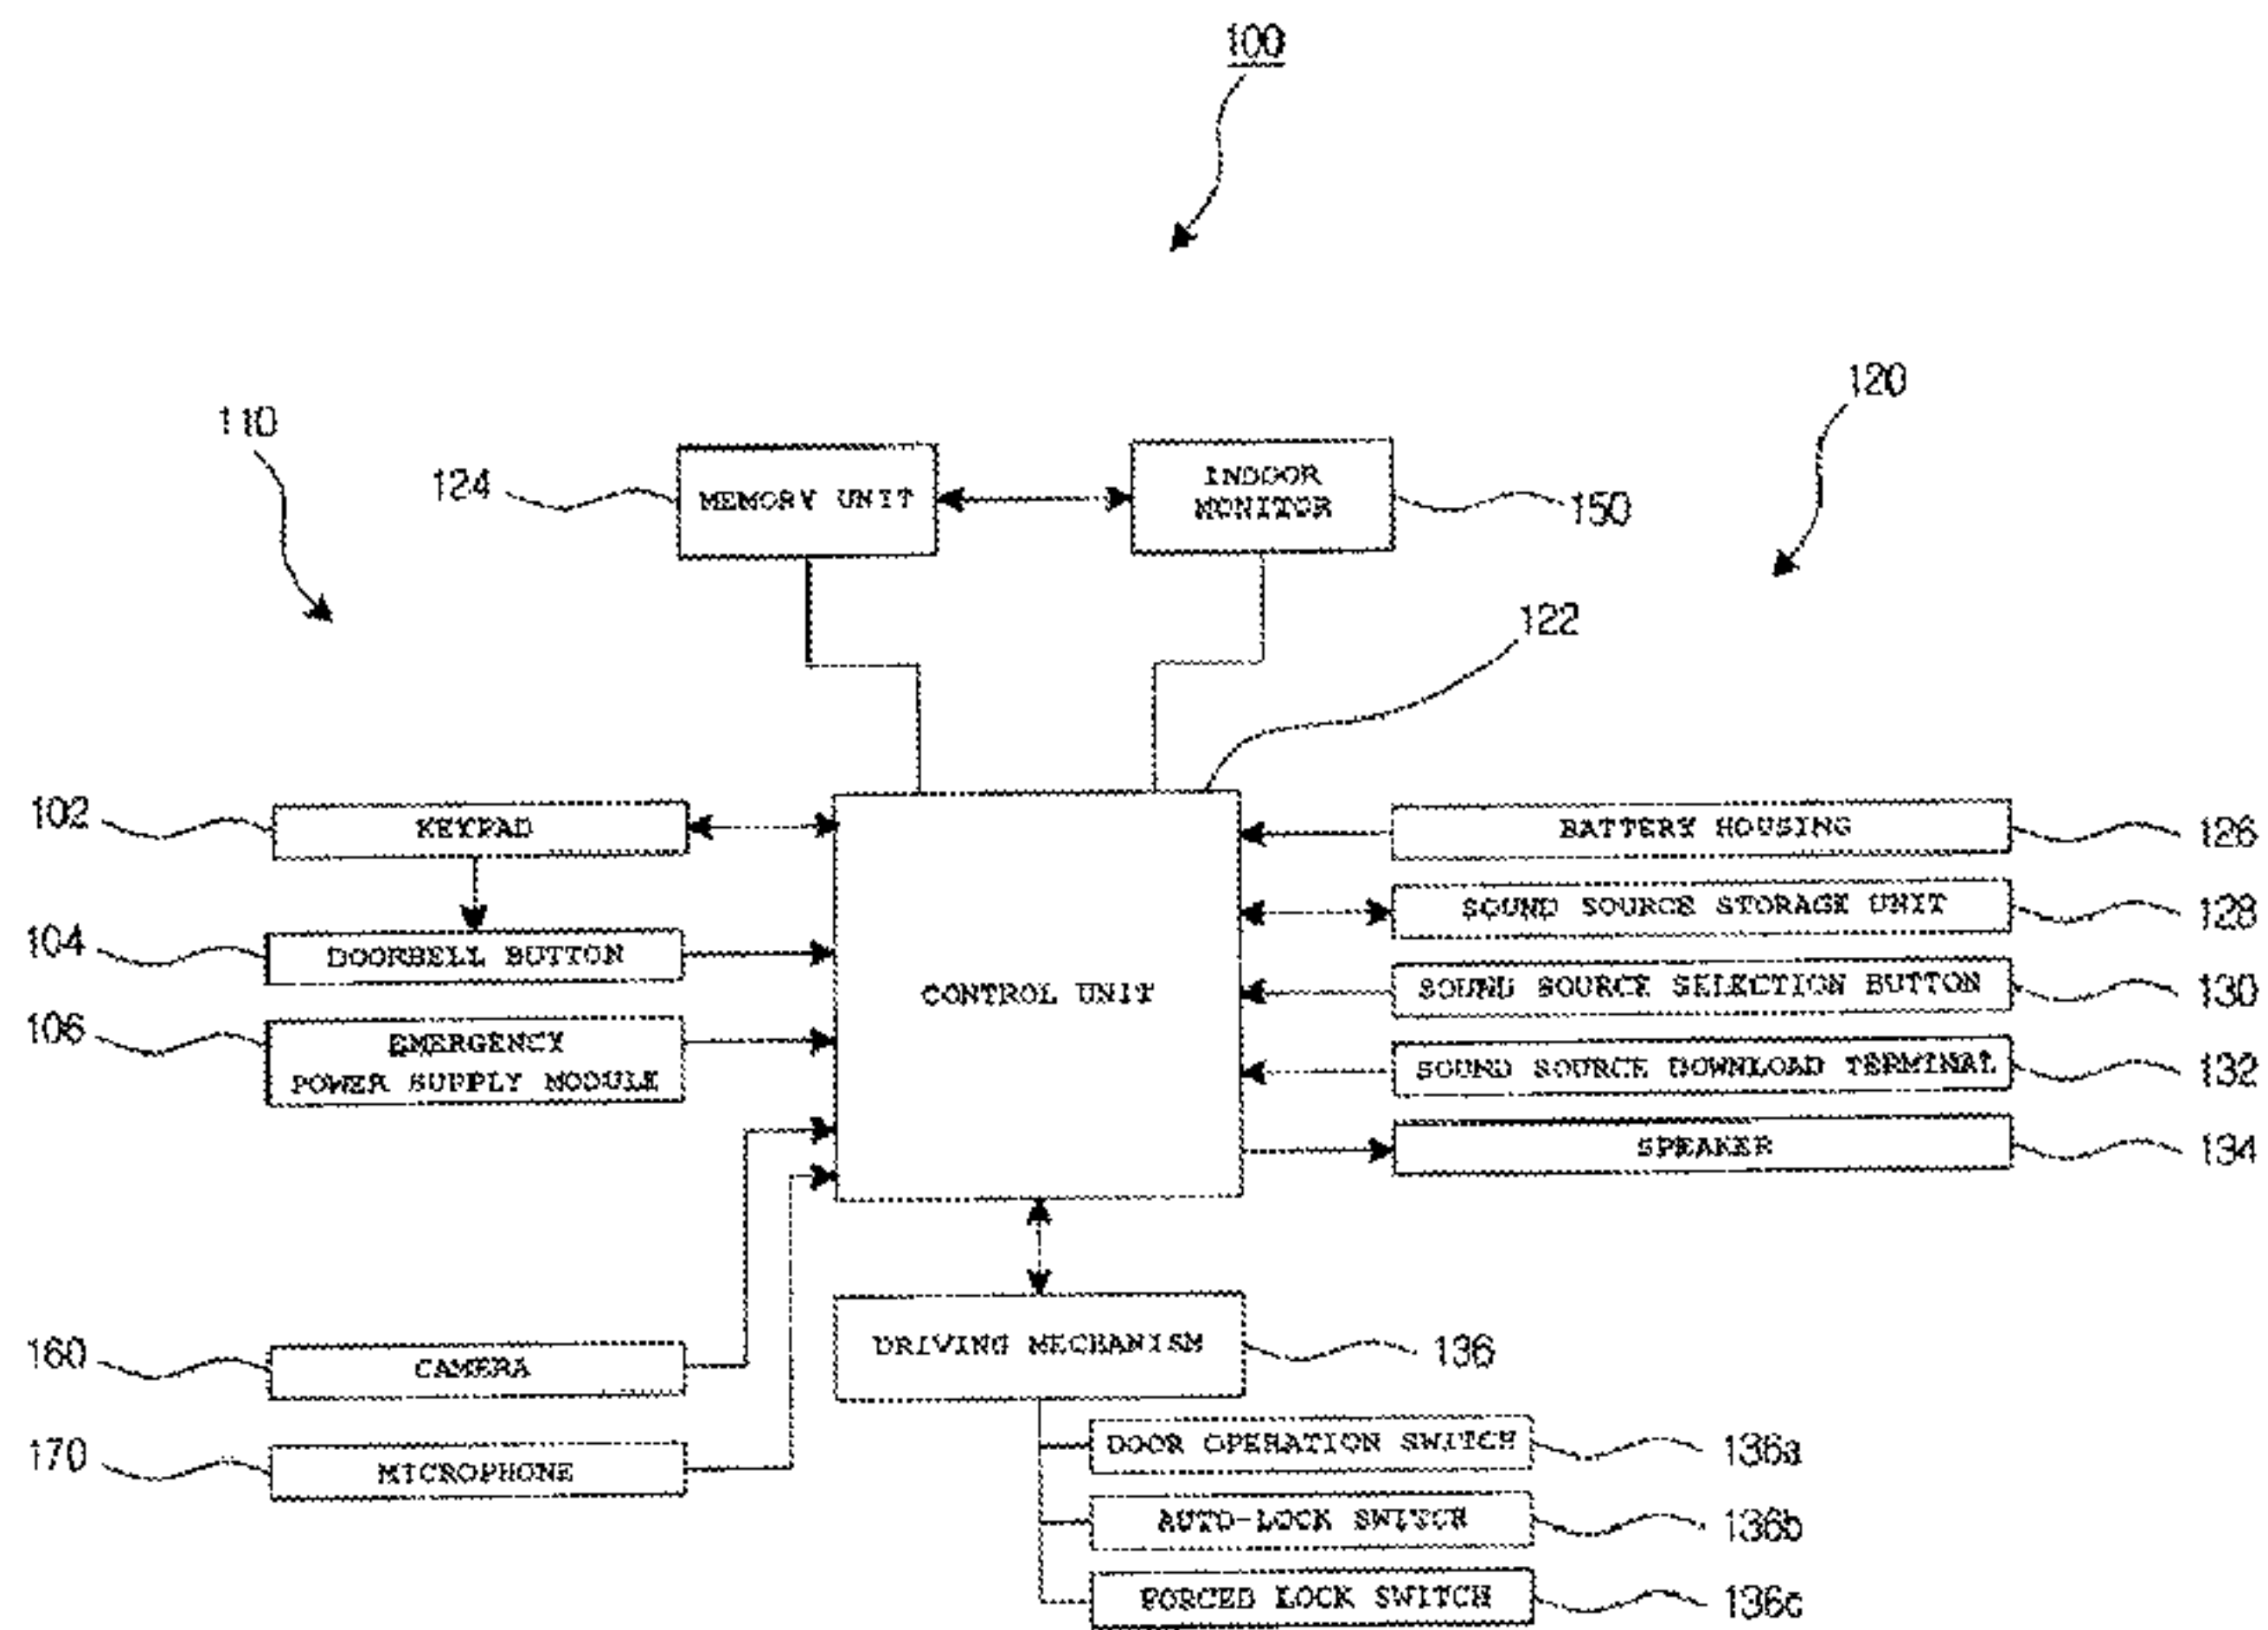 100
120
110
124
MEMORY UNIT
INDOOR
MONITOR
150
122
102
KEYPAD
BATTERY HOUSING
126
SOUND SOURCE STORAGE UNIT
128
104
DOORBELL BUTTON
CONTROL UNIT
SOUND SOURCE SELECTION BUTTON
130
106
EMERGENCY
POWER SUPPLY MODULE
SOUND SOURCE DOWNLOAD TERMINAL
132
SPEAKER
134
160
CAMERA
DRIVING MECHANISM
136
170
MICROPHONE
DOOR OPERATION SWITCH
136a
AUTO-LOCK SWITCH
136b
FORCED LOCK SWITCH
136c